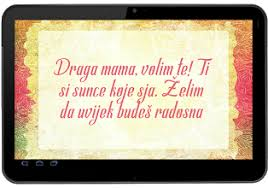 Draga mama, volim te! Ti
si sunce koje sja. Želim
da uvijek budeš radosna